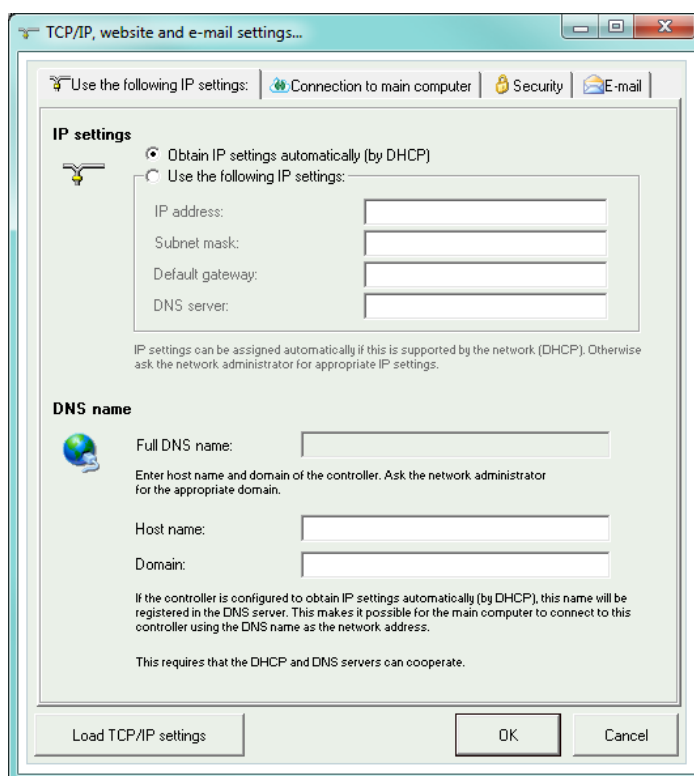 TCP/IP, website and e-mail settings...
Use the following IP settings:
Connection to main computer
Security
E-mail
IP settings
Obtain IP settings automatically (by DHCP)
Use the following IP settings:
IP address:
Subnet mask:
Default gateway:
DNS server:
IP settings can be assigned automatically if this is supported by the network (DHCP). Otherwise
ask the network administrator for appropriate IP settings.
DNS name
Full DNS name:
Enter host name and domain of the controller. Ask the network administrator
for the appropriate domain.
Host name:
Domain:
If the controller is configured to obtain IP settings automatically (by DHCP), this name will be
registered in the DNS server. This makes it possible for the main computer to connect to this
controller using the DNS name as the network address.
This requires that the DHCP and DNS servers can cooperate.
Load TCP/IP settings
OK
Cancel